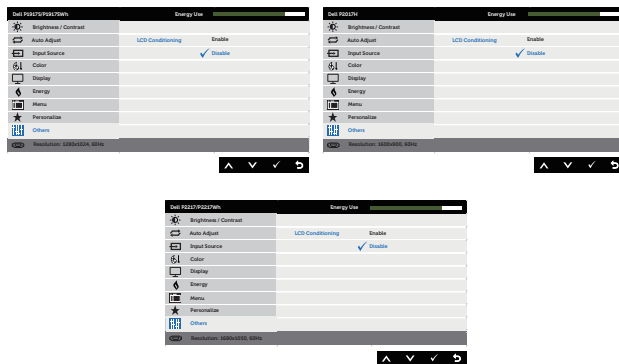 Dell P1917S/P1917SWh Energy Use
Brightness / Contrast
Auto Adjust LCD Conditioning Enable
Input Source Disable
Color
Display
Energy
Menu
Personalize
Others
Resolution: 1280x1024, 60Hz
Dell P2017H Energy Use
Brightness / Contrast
Auto Adjust LCD Conditioning Enable
Input Source Disable
Color
Display
Energy
Menu
Personalize
Others
Resolution: 1600x900, 60Hz
Dell P2217/P2217Wh Energy Use
Brightness / Contrast
Auto Adjust LCD Conditioning Enable
Input Source Disable
Color
Display
Energy
Menu
Personalize
Others
Resolution: 1680x1050, 60Hz